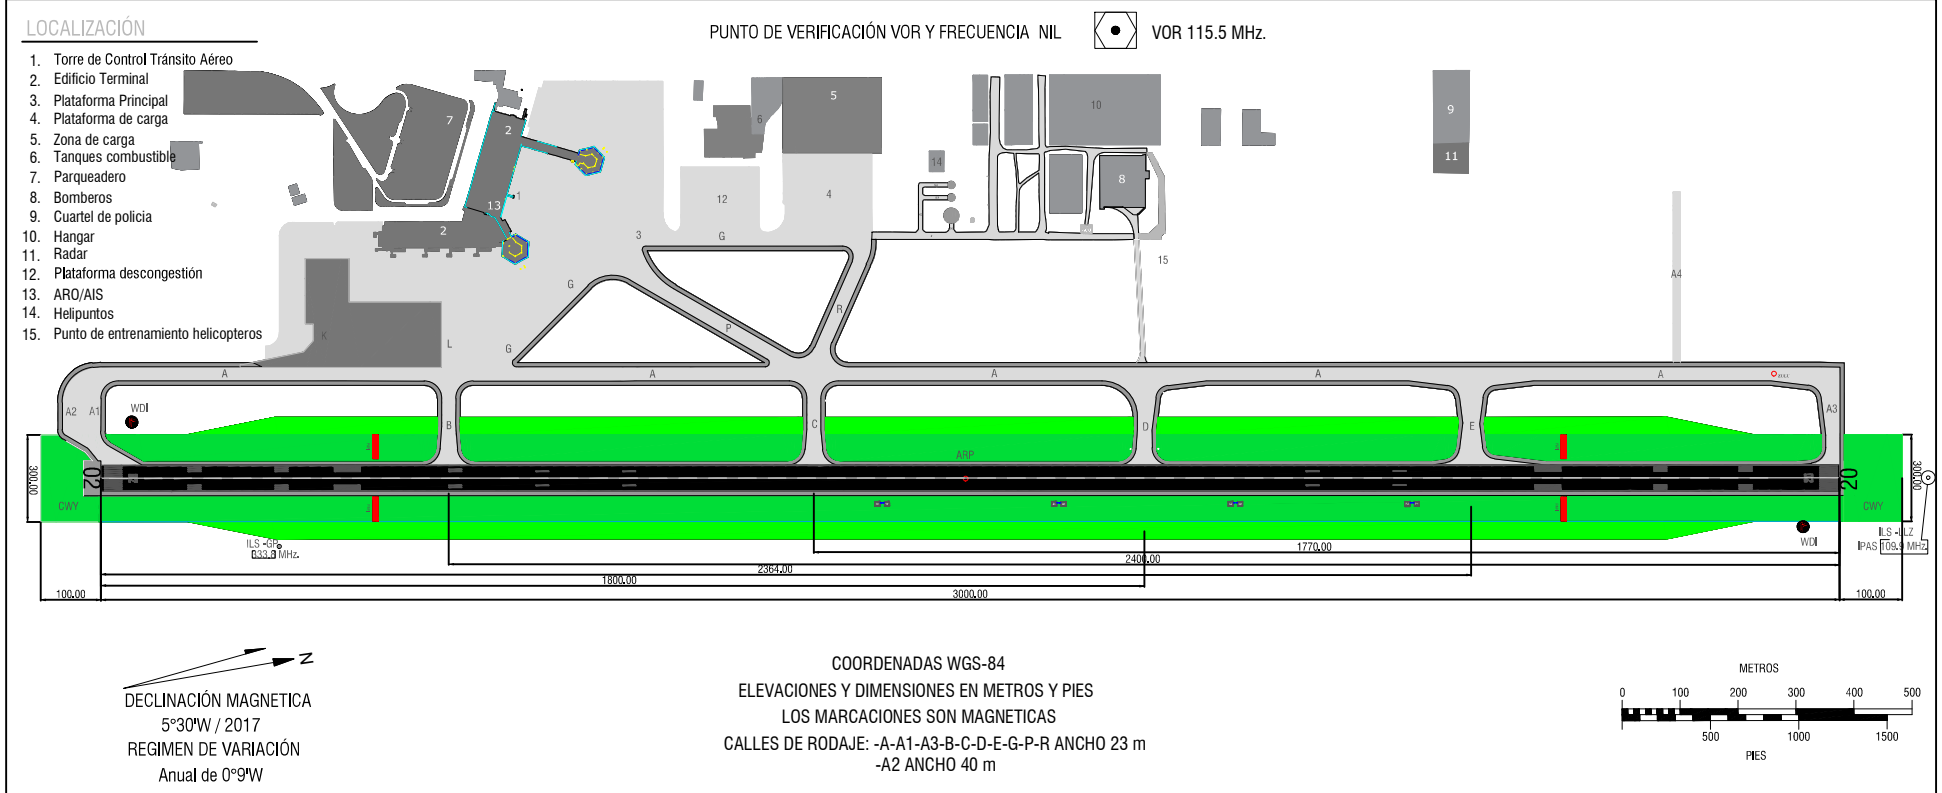 LOCALIZACIÓN
1. Torre de Control Tránsito Aéreo
2. Edificio Terminal
3. Plataforma Principal
4. Plataforma de carga
5. Zona de carga
6. Tanques combustible
7. Parqueadero
8. Bomberos
9. Cuartel de policia
10. Hangar
11. Radar
12. Plataforma descongestión
13. ARO/AIS
14. Helipuntos
15. Punto de entrenamiento helicopteros
PUNTO DE VERIFICACIÓN VOR Y FRECUENCIA NIL
VOR 115.5 MHz.
7
2
2
13
1
3
12
6
5
4
14
10
8
9
11
15
A4
K
L
G
G
G
P
R
A
A
A
A
A
A2
A1
A3
WDI
B
C
D
E
ARP
02
20
300.00
300.00
CWY
CWY
ILS -GP
333.8 MHz.
WDI
ILS -LLZ
IPAS 109.9 MHz.
1770.00
2400.00
2364.00
1800.00
100.00
3000.00
100.00
N
DECLINACIÓN MAGNETICA
5°30'W / 2017
REGIMEN DE VARIACIÓN
Anual de 0°9'W
COORDENADAS WGS-84
ELEVACIONES Y DIMENSIONES EN METROS Y PIES
LOS MARCACIONES SON MAGNETICAS
CALLES DE RODAJE: -A-A1-A3-B-C-D-E-G-P-R ANCHO 23 m
-A2 ANCHO 40 m
METROS
0 100 200 300 400 500
500 1000 1500
PIES